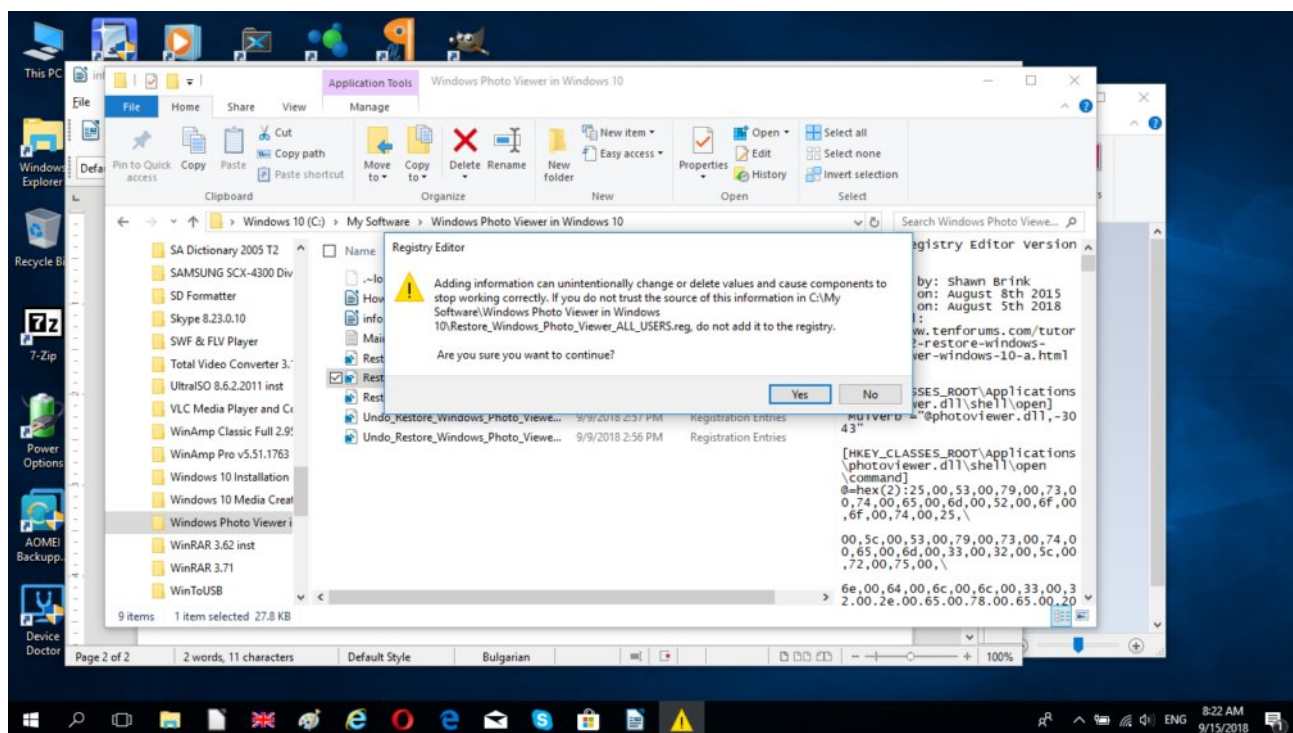 This PC
Windows
Explorer
Recycle Bi
7-Zip
Power
Options
AOMEI
Backupp.
Device
Doctor
File
Defa
Application Tools
Windows Photo Viewer in Windows 10
File
Home
Share
View
Manage
Pin to Quick
access
Copy
Paste
Cut
Copy path
Paste shortcut
Clipboard
Move
to
Copy
to
Delete
Rename
Organize
New
folder
New item
Easy access
New
Properties
Open
Edit
History
Open
Select all
Select none
Invert selection
Select
Windows 10 (C:) > My Software > Windows Photo Viewer in Windows 10
Search Windows Photo Viewe...
SA Dictionary 2005 T2
SAMSUNG SCX-4300 Div
SD Formatter
Skype 8.23.0.10
SWF & FLV Player
Total Video Converter 3.
UltraISO 8.6.2.2011 inst
VLC Media Player and Co
WinAmp Classic Full 2.9
WinAmp Pro v5.51.1763
Windows 10 Installation
Windows 10 Media Creat
Windows Photo Viewer i
WinRAR 3.62 inst
WinRAR 3.71
WinToUSB
Name
.~lo
How
info
Mai
Rest
Rest
Rest
Undo_Restore_Windows_Photo_Viewe... 9/9/2018 2:57 PM Registration Entries
Undo_Restore_Windows_Photo_Viewe... 9/9/2018 2:56 PM Registration Entries
Registry Editor
Adding information can unintentionally change or delete values and cause components to
stop working correctly. If you do not trust the source of this information in C:\My
Software\Windows Photo Viewer in Windows
10\Restore_Windows_Photo_Viewer_ALL_USERS.reg, do not add it to the registry.
Are you sure you want to continue?
Yes
No
egistry Editor Version
by: Shawn Brink
on: August 8th 2015
on: August 5th 2018
:
ww.tenforums.com/tutor
2-restore-windows-
wer-windows-10-a.html
SSES_ROOT\Applications
wer.dll\shell\open]
"MuiVerb"="@photoviewer.dll,-30
43"
[HKEY_CLASSES_ROOT\Applications
\photoviewer.dll\shell\open
\command]
@=hex(2):25,00,53,00,79,00,73,0
0,74,00,65,00,6d,00,52,00,6f,00
,6f,00,74,00,25,\
00,5c,00,53,00,79,00,73,00,74,0
0,65,00,6d,00,33,00,32,00,5c,00
,72,00,75,00,\
6e,00,64,00,6c,00,6c,00,33,00,3
2,00,2e,00,65,00,78,00,65,00,20
9 items
1 item selected 27.8 KB
Page 2 of 2
2 words, 11 characters
Default Style
Bulgarian
100%
ENG
8:22 AM
9/15/2018